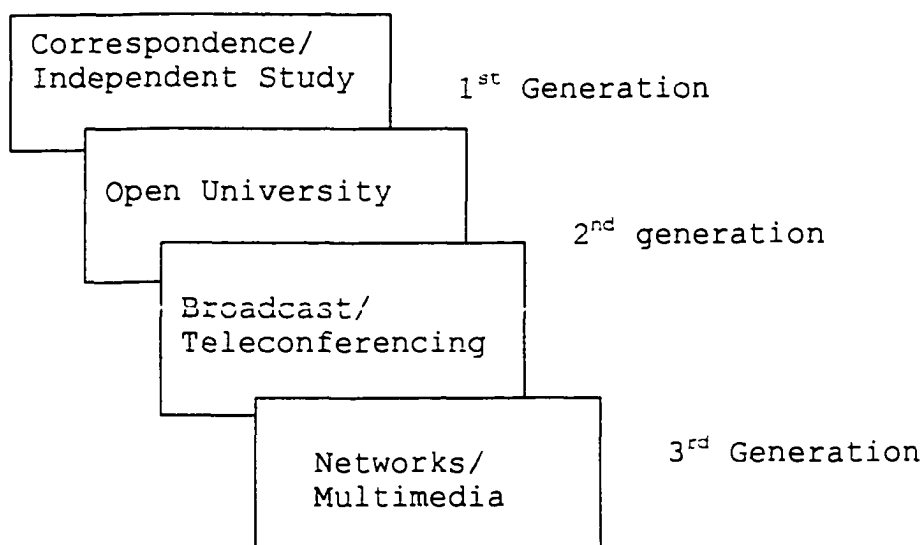 Correspondence/
Independent Study
1st Generation
Open University
2nd generation
Broadcast/
Teleconferencing
3rd Generation
Networks/
Multimedia